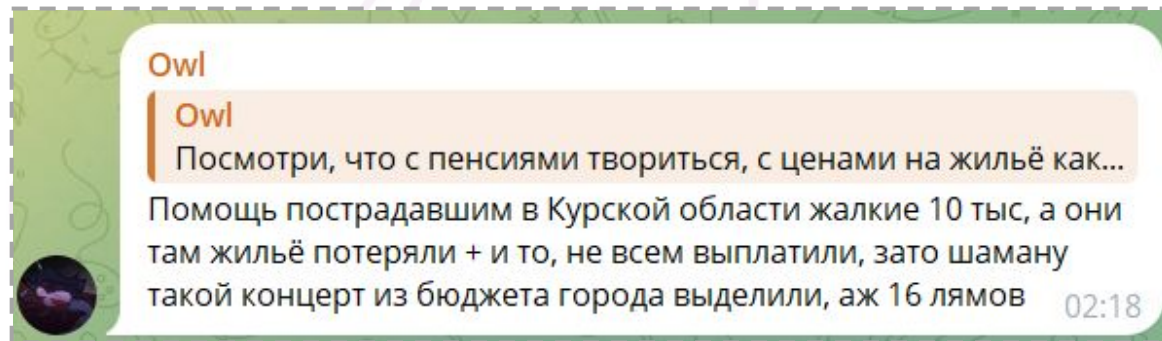 Owl
Owl
Посмотри, что с пенсиями твориться, с ценами на жильё как...
Помощь пострадавшим в Курской области жалкие 10 тыс, а они
там жильё потеряли + и то, не всем выплатили, зато шаману
такой концерт из бюджета города выделили, аж 16 лямов
02:18